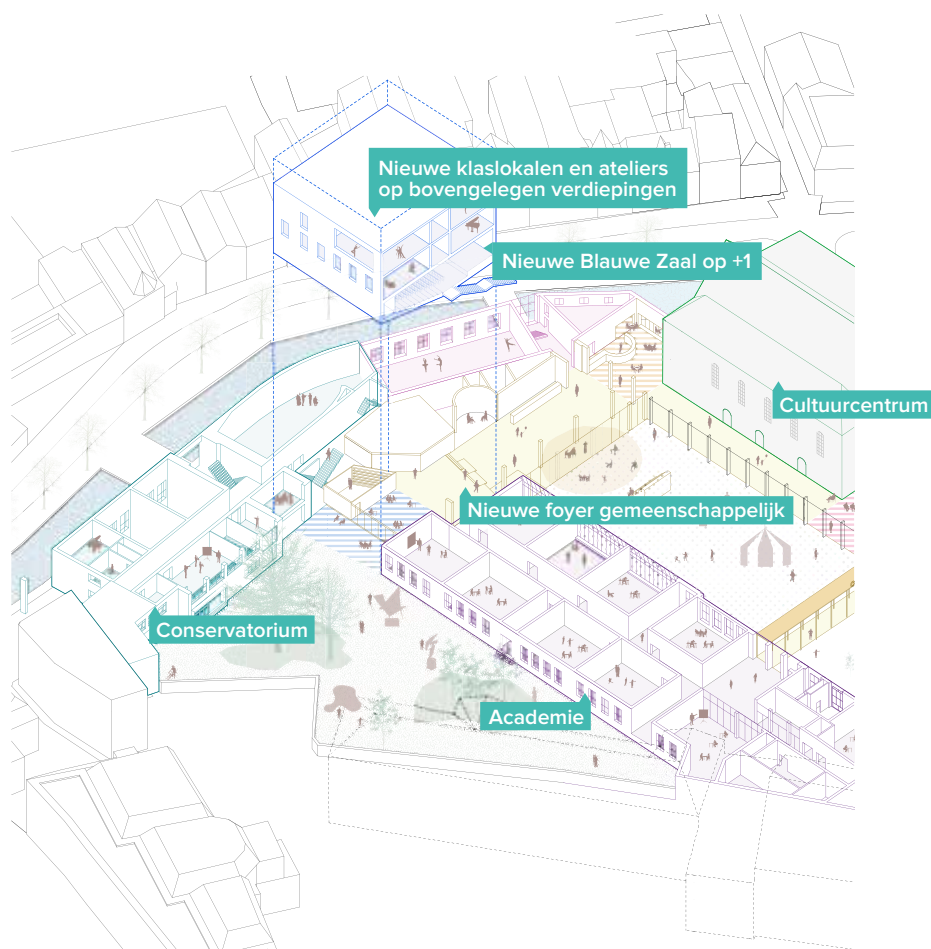 Nieuwe klaslokalen en ateliers
op bovengelegen verdiepingen
Nieuwe Blauwe Zaal op +1
Cultuurcentrum
Nieuwe foyer gemeenschappelijk
Conservatorium
Academie